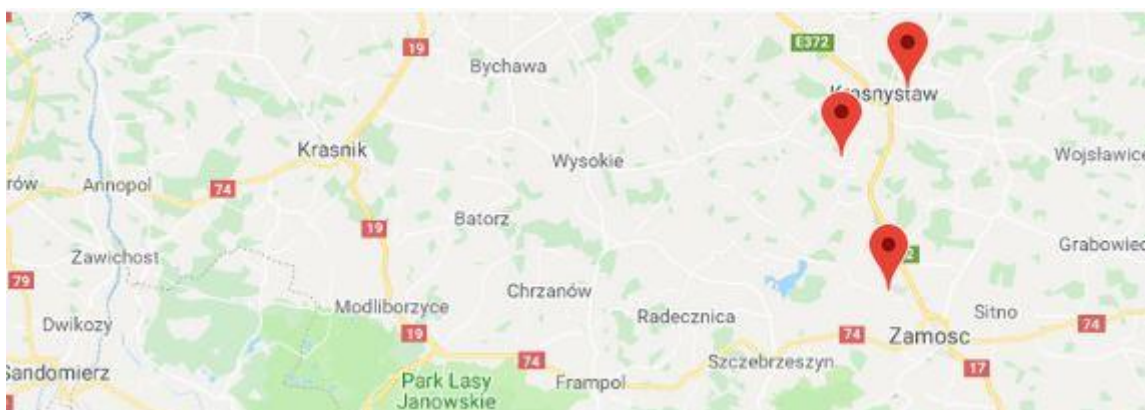 19
E372
Bychawa
Krasnystaw
Krasnik
Wysokie
Wojsławice
rów
Annopol
74
Batorz
19
Zawichost
Grabowiec
79
Chrzanów
Modliborzyce
Radecznica
Sitno
Dwikozy
19
74
74
Zamosc
74
Szczebrzeszyn
17
Sandomierz
Park Lasy
Janowskie
Frampol